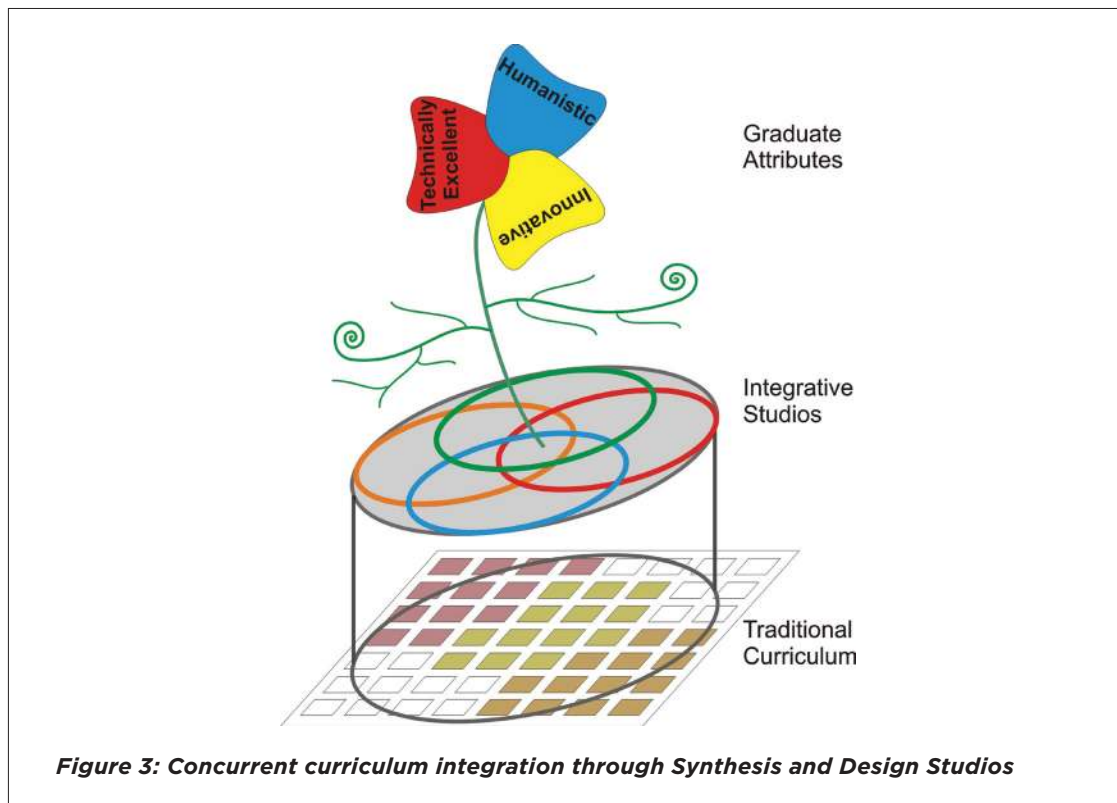 Humanistic
Technically
Excellent
Innovative
Graduate
Attributes
Integrative
Studios
Traditional
Curriculum
Figure 3: Concurrent curriculum integration through Synthesis and Design Studios